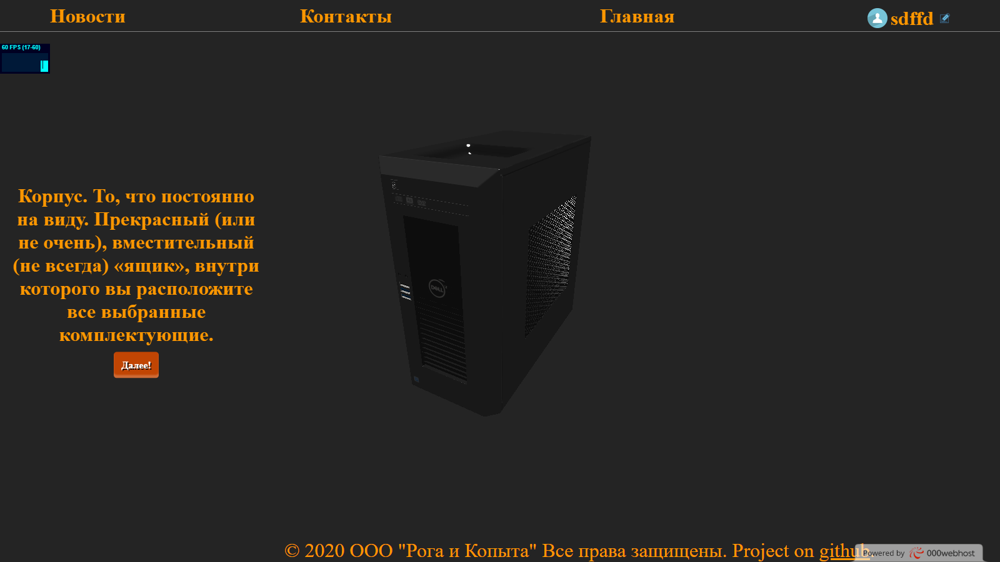 Новости
Контакты
Главная
sdffd
60 FPS (17-60)
Корпус. То, что постоянно
на виду. Прекрасный (или
не очень), вместительный
(не всегда) «ящик», внутри
которого вы расположите
все выбранные
комплектующие.
Далее!
DELL
© 2020 ООО "Рога и Копыта" Все права защищены. Project on github
Powered by 000webhost